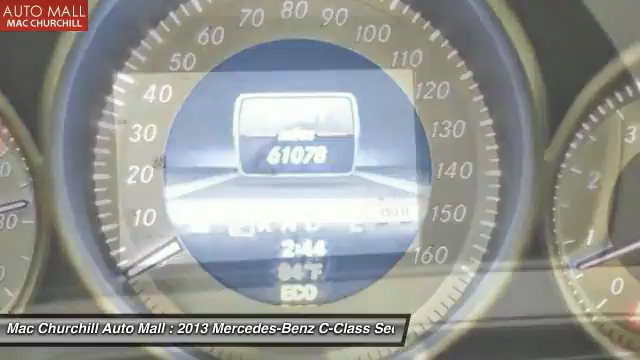 AUTO MALL
MAC CHURCHILL
80
70 90
60 100
50 110
40 120
30 130
20 140
10 150
160
miles
61078
2:44
84°F
ECO
3
2
1
0
Mac Churchill Auto Mall : 2013 Mercedes-Benz C-Class Se